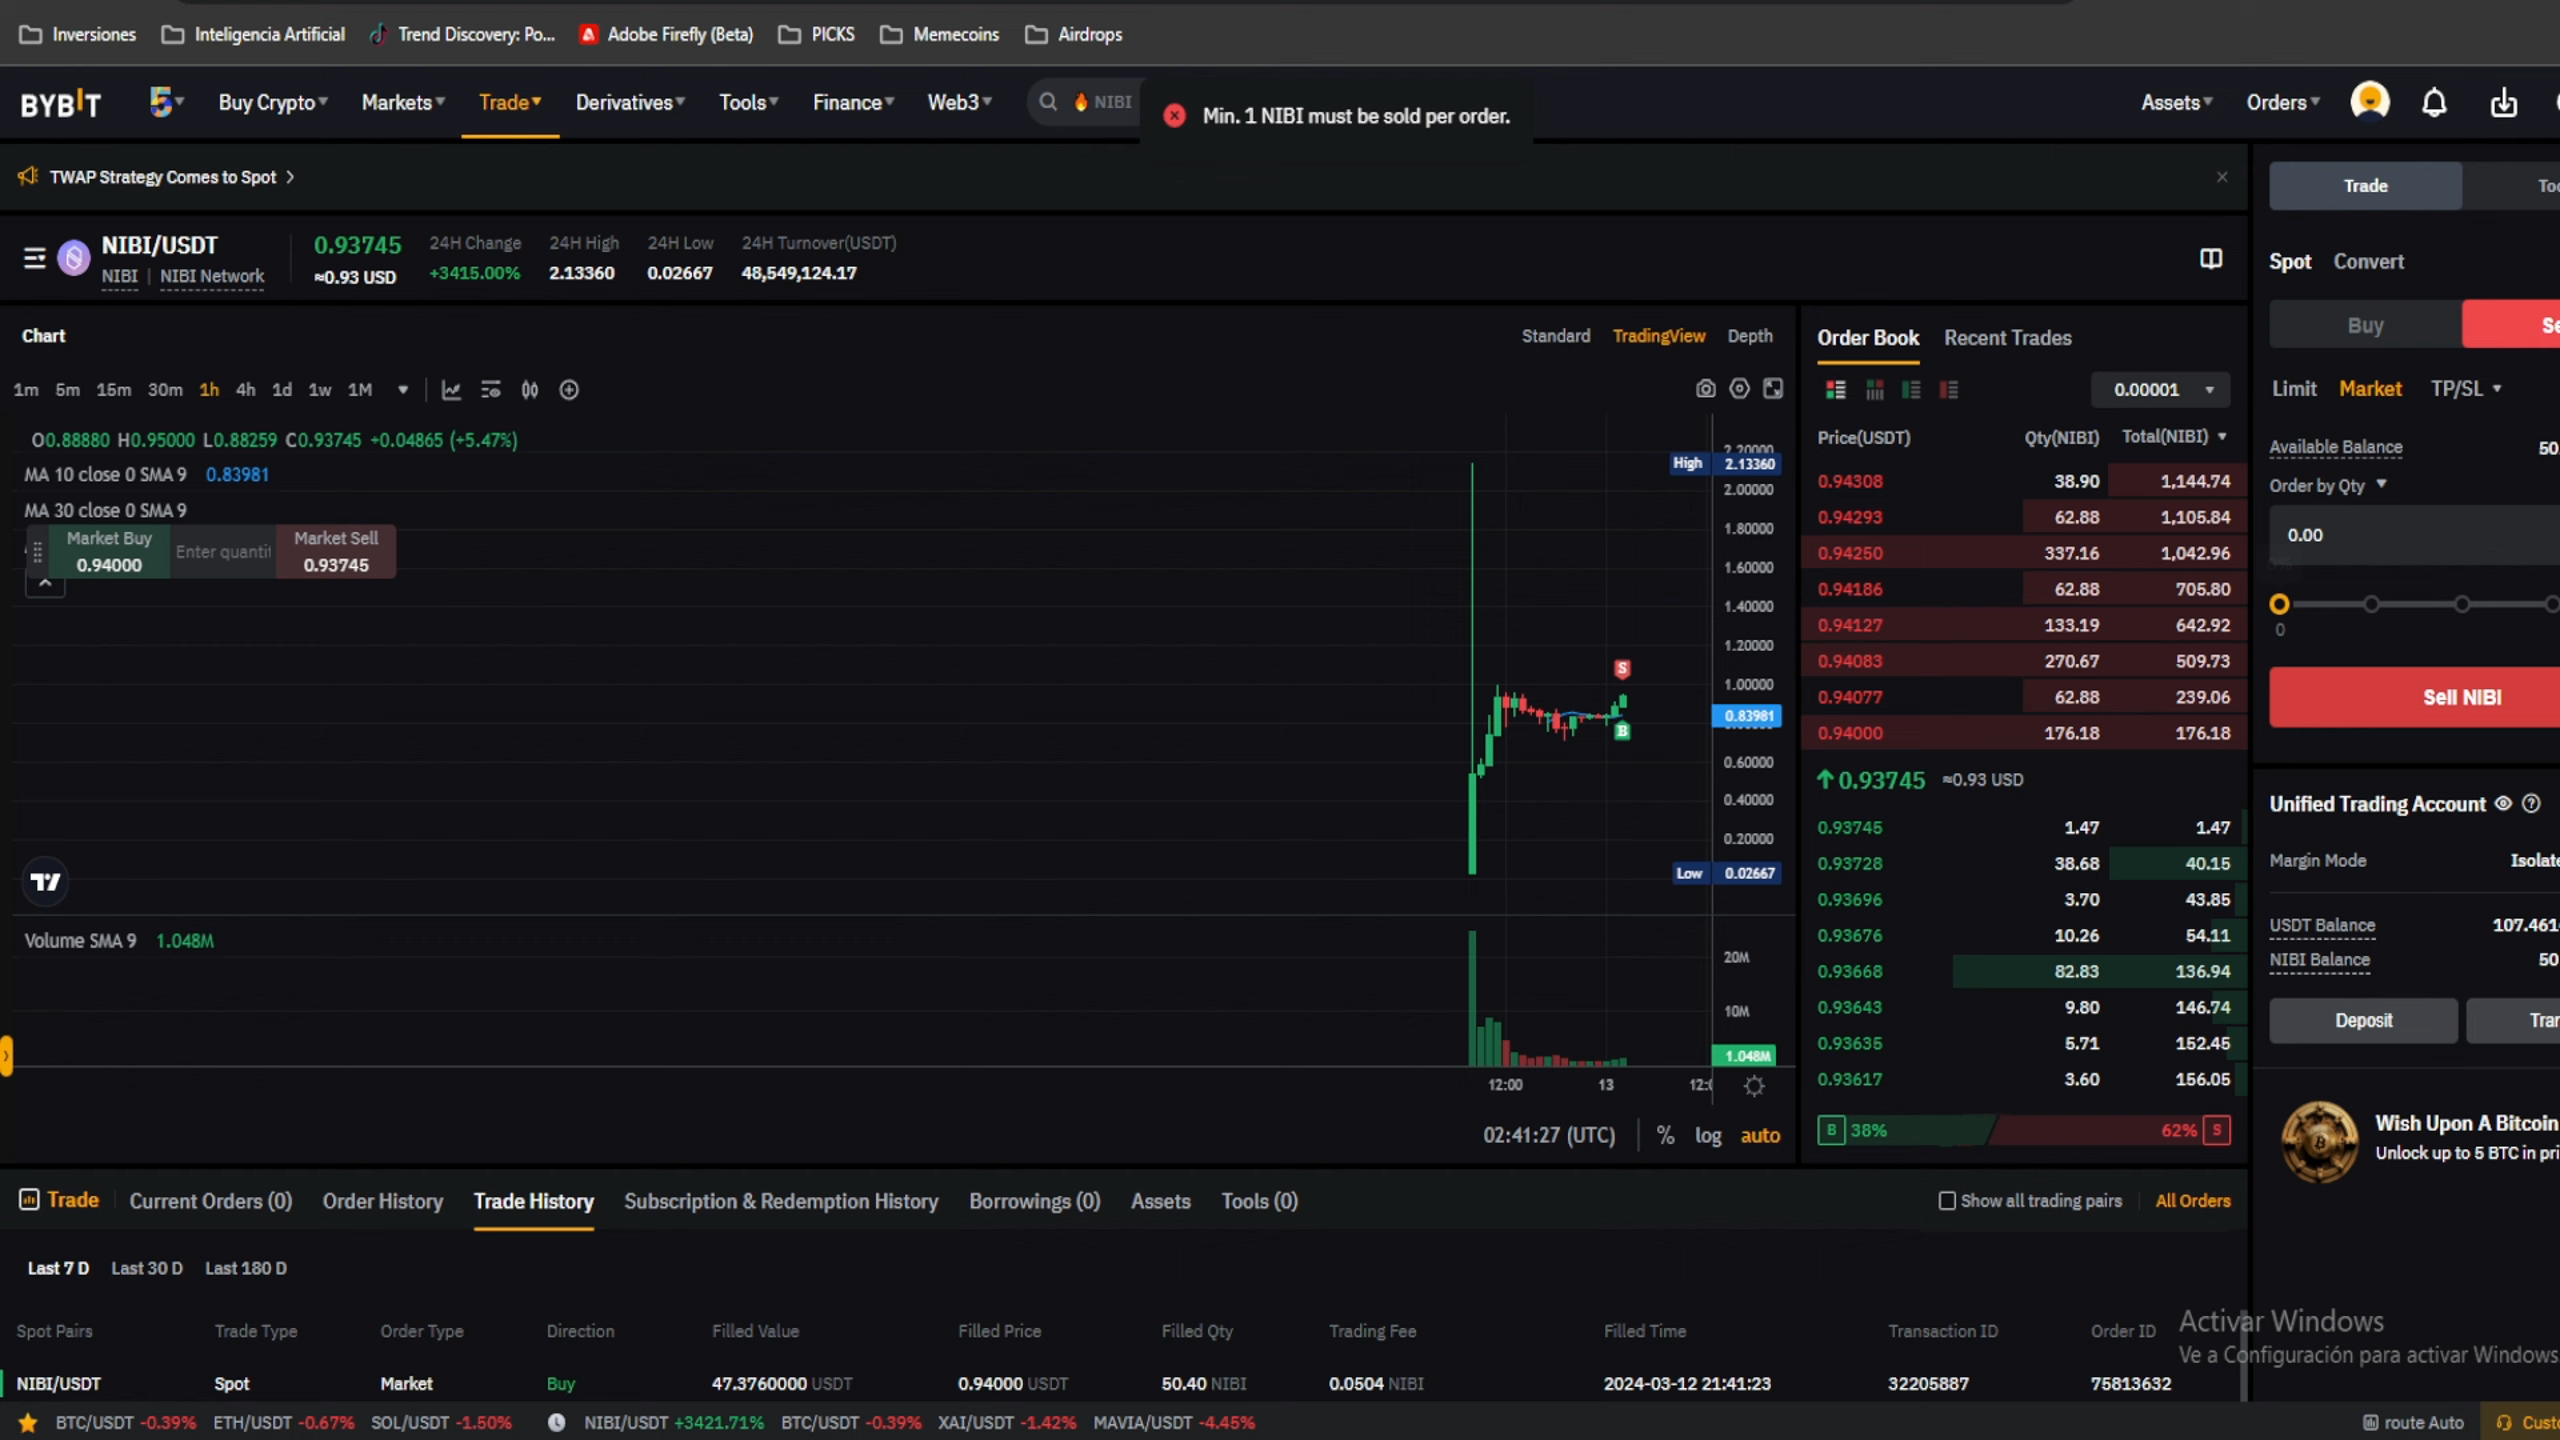 Inversiones Inteligencia Artificial Trend Discovery: Po... Adobe Firefly (Beta) PICKS Memecoins Airdrops
BYBIT Buy Crypto Markets Trade Derivatives Tools Finance Web3 NIBI Assets Orders
Min. 1 NIBI must be sold per order.
TWAP Strategy Comes to Spot
NIBI/USDT
NIBI | NIBI Network
0.93745
≈0.93 USD
24H Change
+3415.00%
24H High
2.13360
24H Low
0.02667
24H Turnover(USDT)
48,549,124.17
Chart
Standard TradingView Depth
1m 5m 15m 30m 1h 4h 1d 1w 1M
O0.88880 H0.95000 L0.88259 C0.93745 +0.04865 (+5.47%)
MA 10 close 0 SMA 9 0.83981
MA 30 close 0 SMA 9
Market Buy
0.94000
Enter quantit
Market Sell
0.93745
2.20000
High 2.13360
2.00000
1.80000
1.60000
1.40000
1.20000
S
1.00000
0.83981
B
0.60000
0.40000
0.20000
Low 0.02667
Volume SMA 9 1.048M
20M
10M
1.048M
12:00 13 12:0
02:41:27 (UTC) % log auto
Order Book Recent Trades
0.00001
Price(USDT) Qty(NIBI) Total(NIBI)
0.94308 38.90 1,144.74
0.94293 62.88 1,105.84
0.94250 337.16 1,042.96
0.94186 62.88 705.80
0.94127 133.19 642.92
0.94083 270.67 509.73
0.94077 62.88 239.06
0.94000 176.18 176.18
0.93745 ≈0.93 USD
0.93745 1.47 1.47
0.93728 38.68 40.15
0.93696 3.70 43.85
0.93676 10.26 54.11
0.93668 82.83 136.94
0.93643 9.80 146.74
0.93635 5.71 152.45
0.93617 3.60 156.05
B 38% 62% S
Trade Too
Spot Convert
Buy Se
Limit Market TP/SL
Available Balance 50.
Order by Qty
0.00
0
Sell NIBI
Unified Trading Account
Margin Mode Isolate
USDT Balance 107.461
NIBI Balance 50
Deposit Tran
Wish Upon A Bitcoin
Unlock up to 5 BTC in pri
Trade Current Orders (0) Order History Trade History Subscription & Redemption History Borrowings (0) Assets Tools (0) Show all trading pairs All Orders
Last 7 D Last 30 D Last 180 D
Spot Pairs Trade Type Order Type Direction Filled Value Filled Price Filled Qty Trading Fee Filled Time Transaction ID Order ID
NIBI/USDT Spot Market Buy 47.3760000 USDT 0.94000 USDT 50.40 NIBI 0.0504 NIBI 2024-03-12 21:41:23 32205887 75813632
Activar Windows
Ve a Configuración para activar Windows.
BTC/USDT -0.39% ETH/USDT -0.67% SOL/USDT -1.50% NIBI/USDT +3421.71% BTC/USDT -0.39% XAI/USDT -1.42% MAVIA/USDT -4.45% route Auto Custo